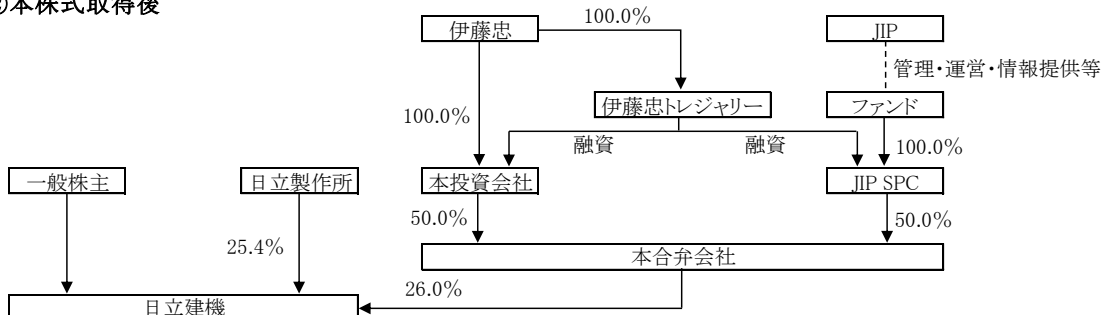 本株式取得後
伊藤忠
100.0%
JIP
管理・運営・情報提供等
伊藤忠トレジャリー
ファンド
100.0%
融資
融資
100.0%
一般株主
日立製作所
本投資会社
JIP SPC
50.0%
50.0%
25.4%
本合弁会社
26.0%
日立建機